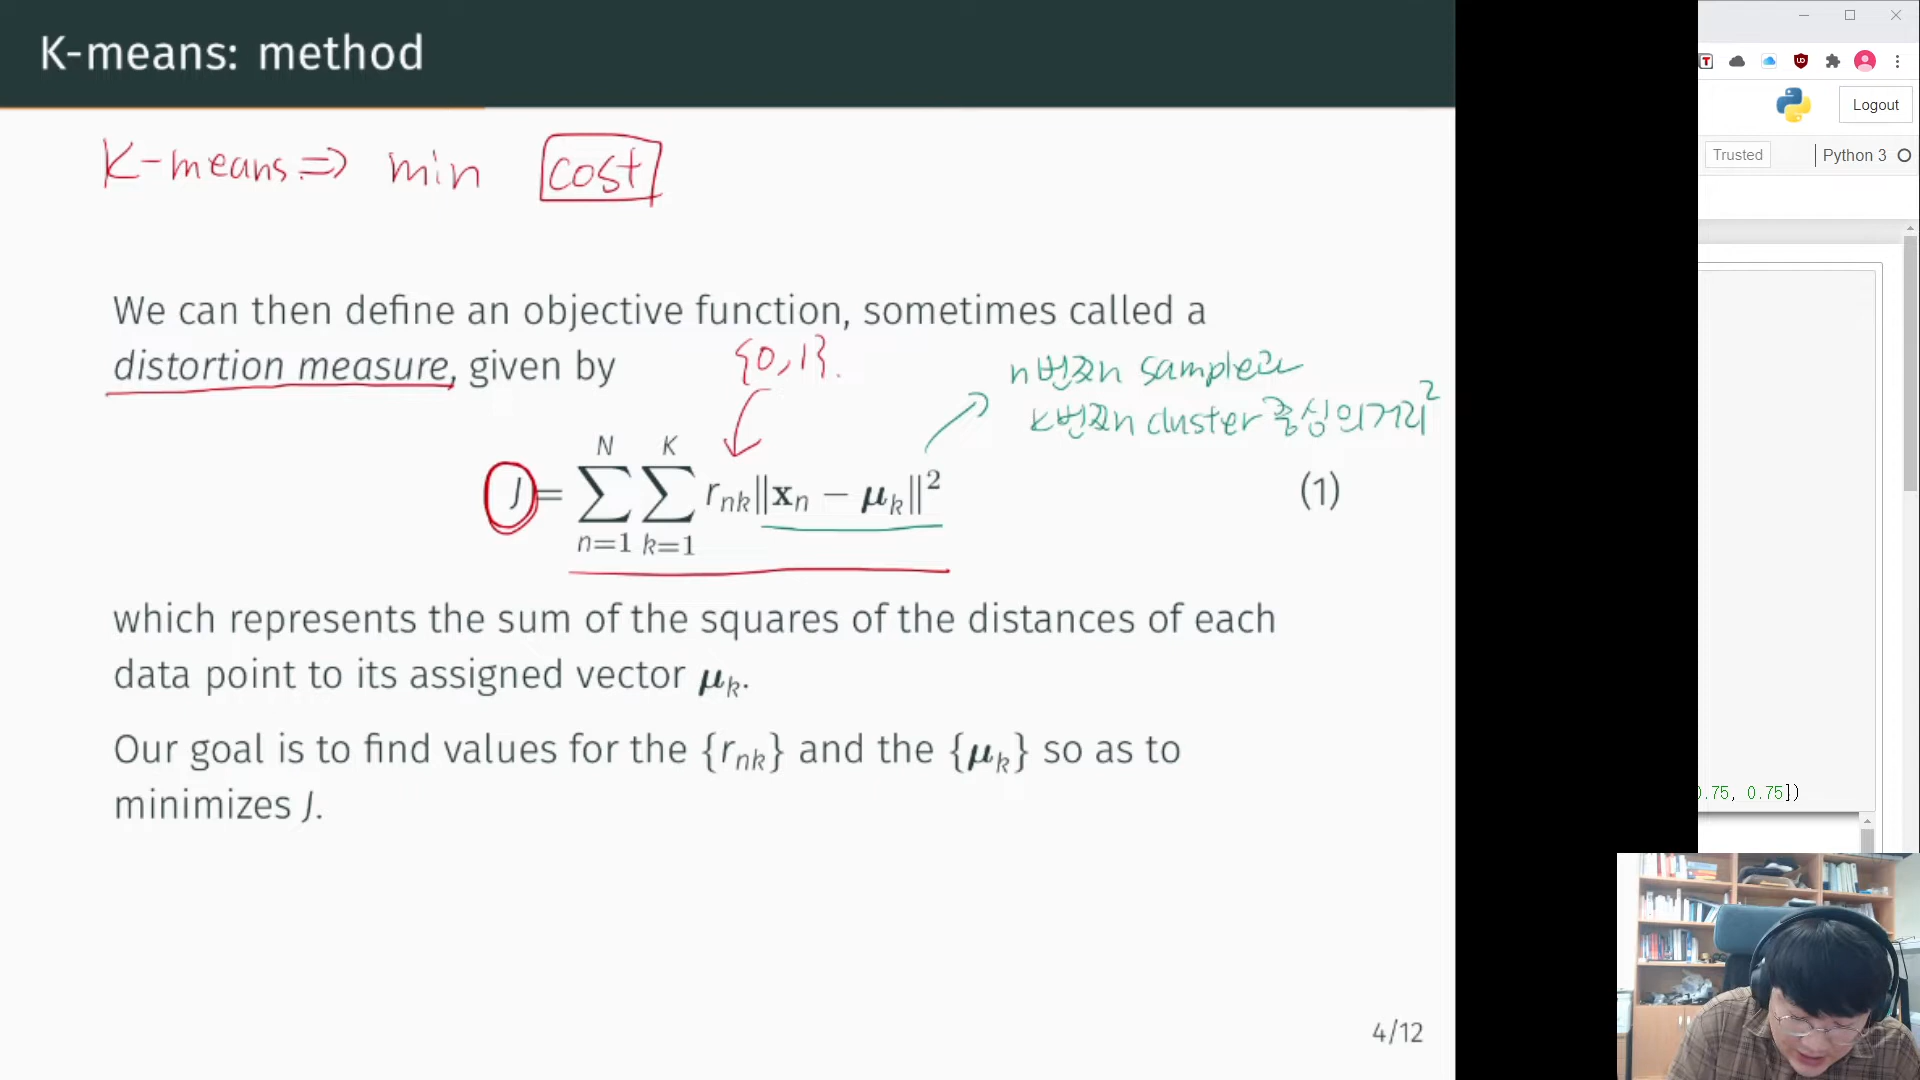 K-means: method
K-means => min cost
We can then define an objective function, sometimes called a
distortion measure, given by
{0, 1}.
n번째 sample과
k번째 cluster 중심의 거리²
J = \sum_{n=1}^{N} \sum_{k=1}^{K} r_{nk} ||x_n − μ_k||² (1)
which represents the sum of the squares of the distances of each
data point to its assigned vector μ_k.
Our goal is to find values for the {r_{nk}} and the {μ_k} so as to
minimizes J.
4/12
Logout
Trusted
Python 3
.75, 0.75])